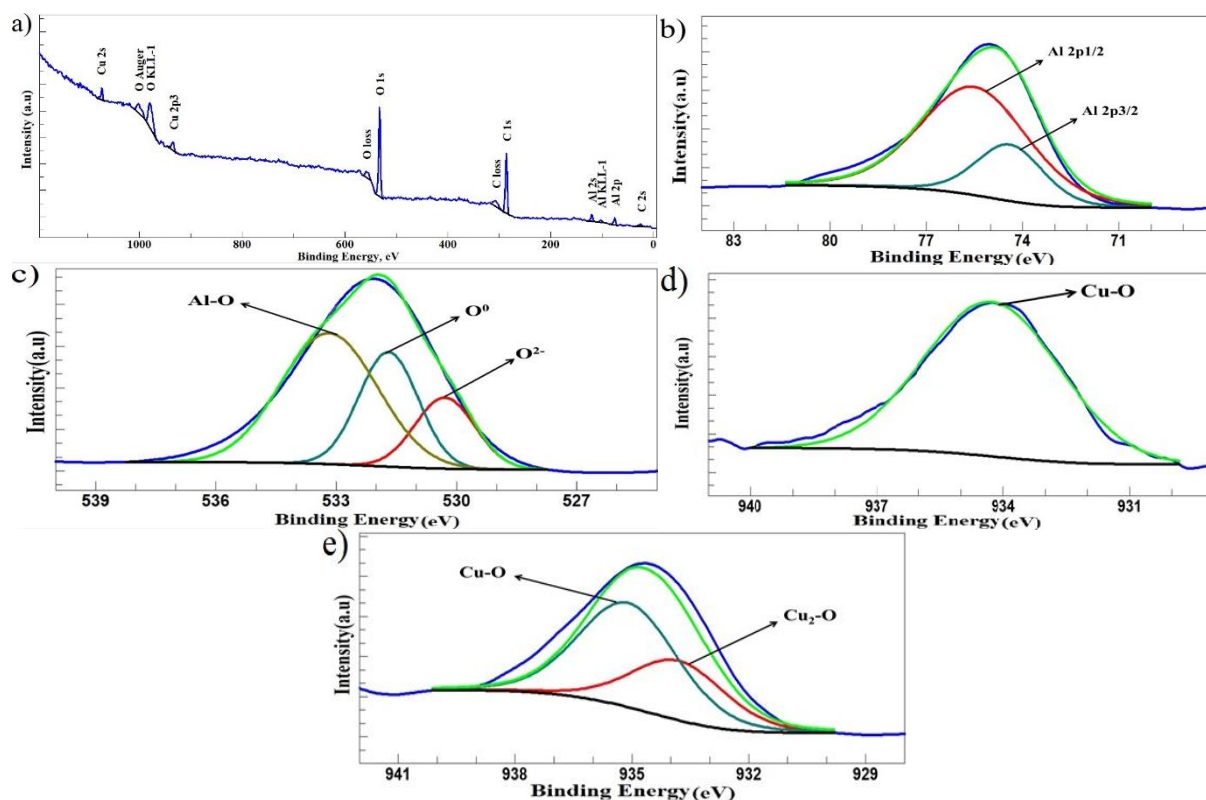 a)
Intensity (a.u)
Cu 2s
O Auger
O KLL-1
Cu 2p3
O loss
O 1s
C loss
C 1s
Al 2s
Al KLL-1
Al 2p
C 2s
1000 800 600 400 200 0
Binding Energy, eV
b)
Intensity(a.u)
Al 2p1/2
Al 2p3/2
83 80 77 74 71
Binding Energy (eV)
c)
Intensity(a.u)
Al-O
O⁰
O²⁻
539 536 533 530 527
Binding Energy(eV)
d)
Intensity(a.u)
Cu-O
940 937 934 931
Binding Energy(eV)
e)
Intensity(a.u)
Cu-O
Cu₂-O
941 938 935 932 929
Binding Energy(eV)